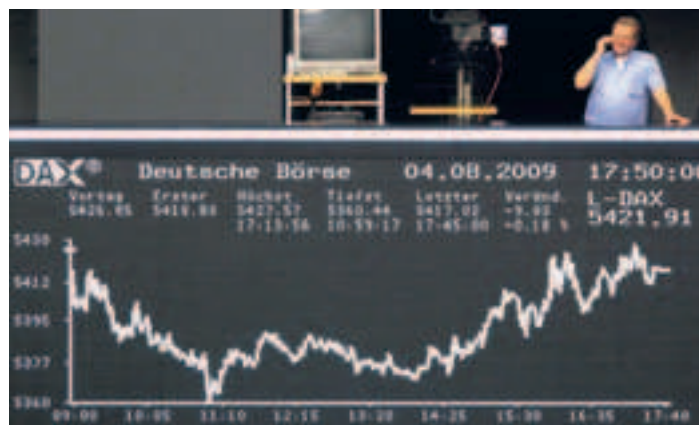 DAX® Deutsche Börse 04.08.2009 17:50:00
Vortag Erster Höchst Tiefst Letzter Veränd. L-DAX
5426.85 5419.83 5427.57 5360.44 5417.02 -9.83 5421.91
17:13:56 10:59:17 17:45:00 -0.18 %
5430
5412
5395
5377
5360
09:00 10:05 11:10 12:15 13:20 14:25 15:30 16:35 17:40